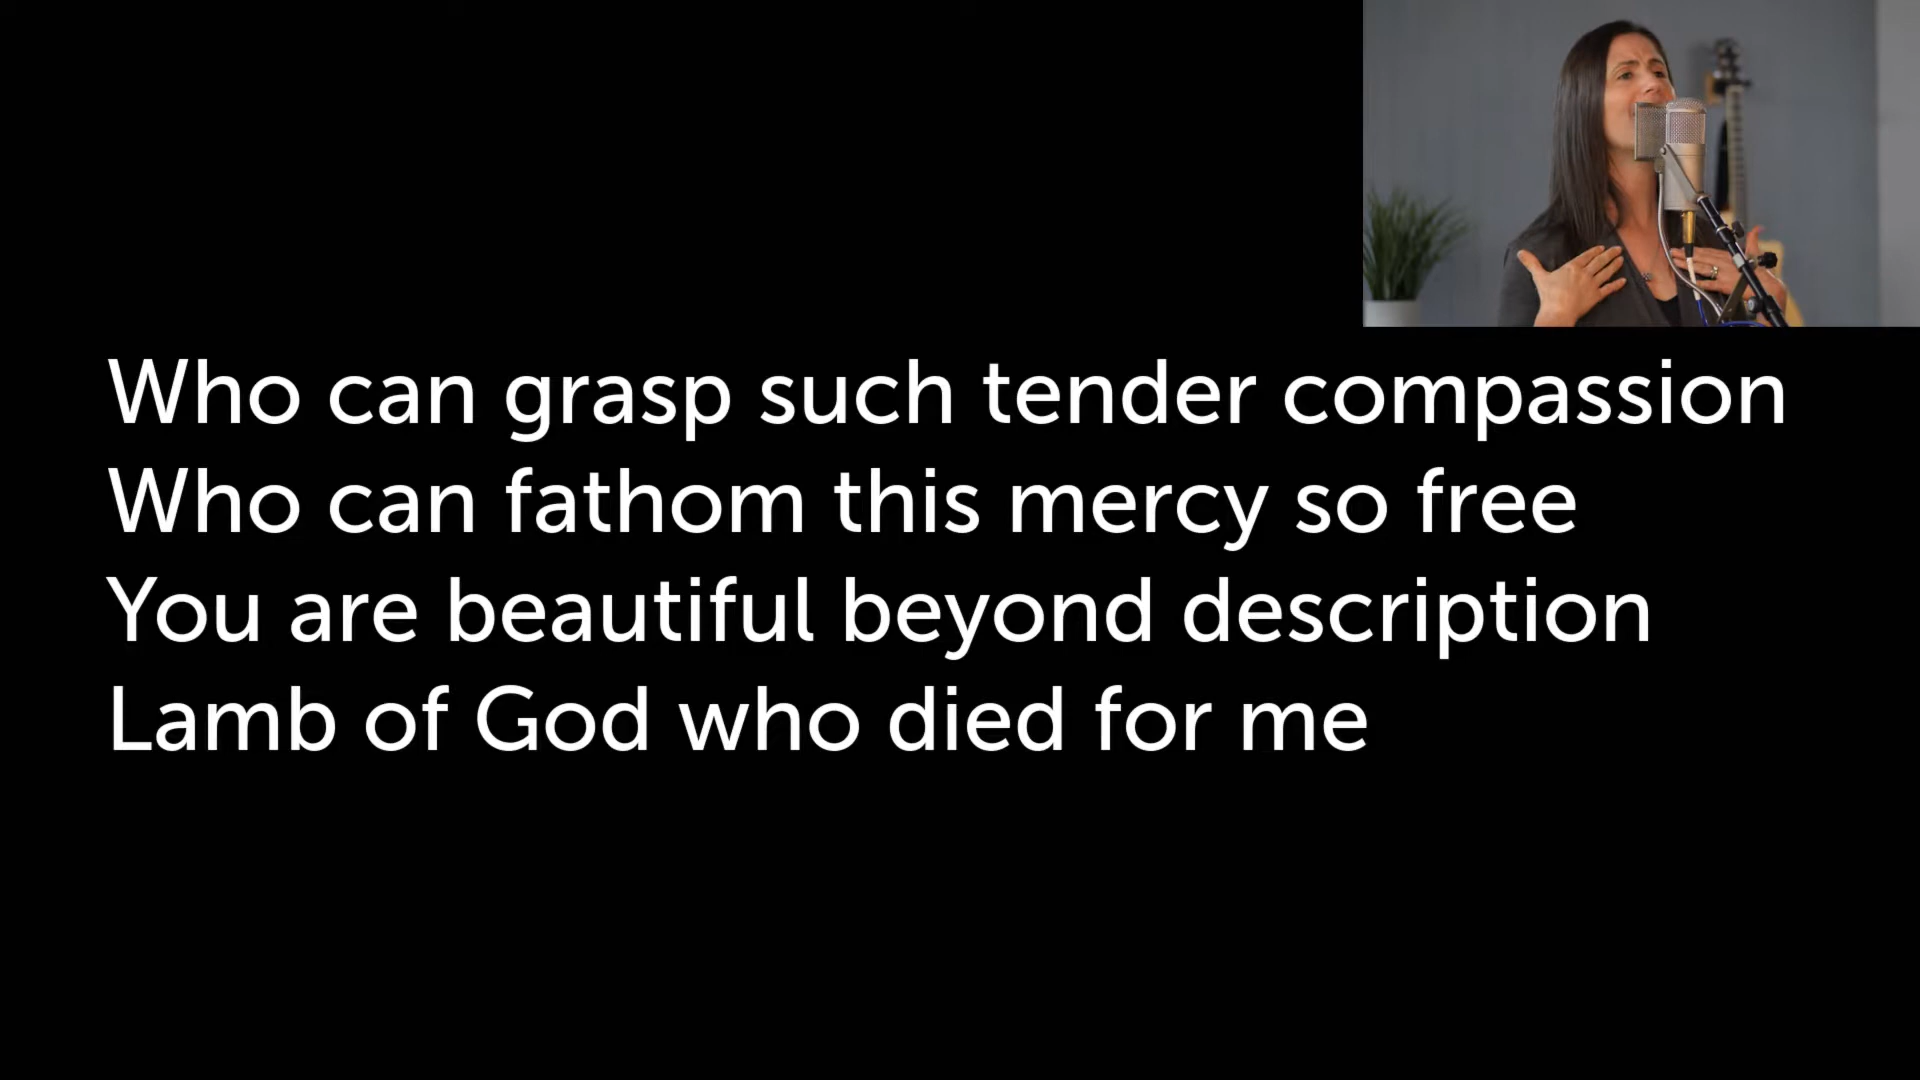 Who can grasp such tender compassion
Who can fathom this mercy so free
You are beautiful beyond description
Lamb of God who died for me